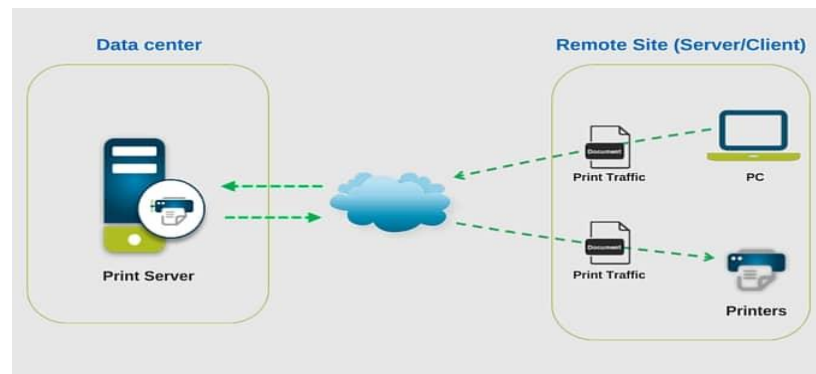 Data center
Remote Site (Server/Client)
Document
Print Traffic
PC
Print Server
Document
Print Traffic
Printers